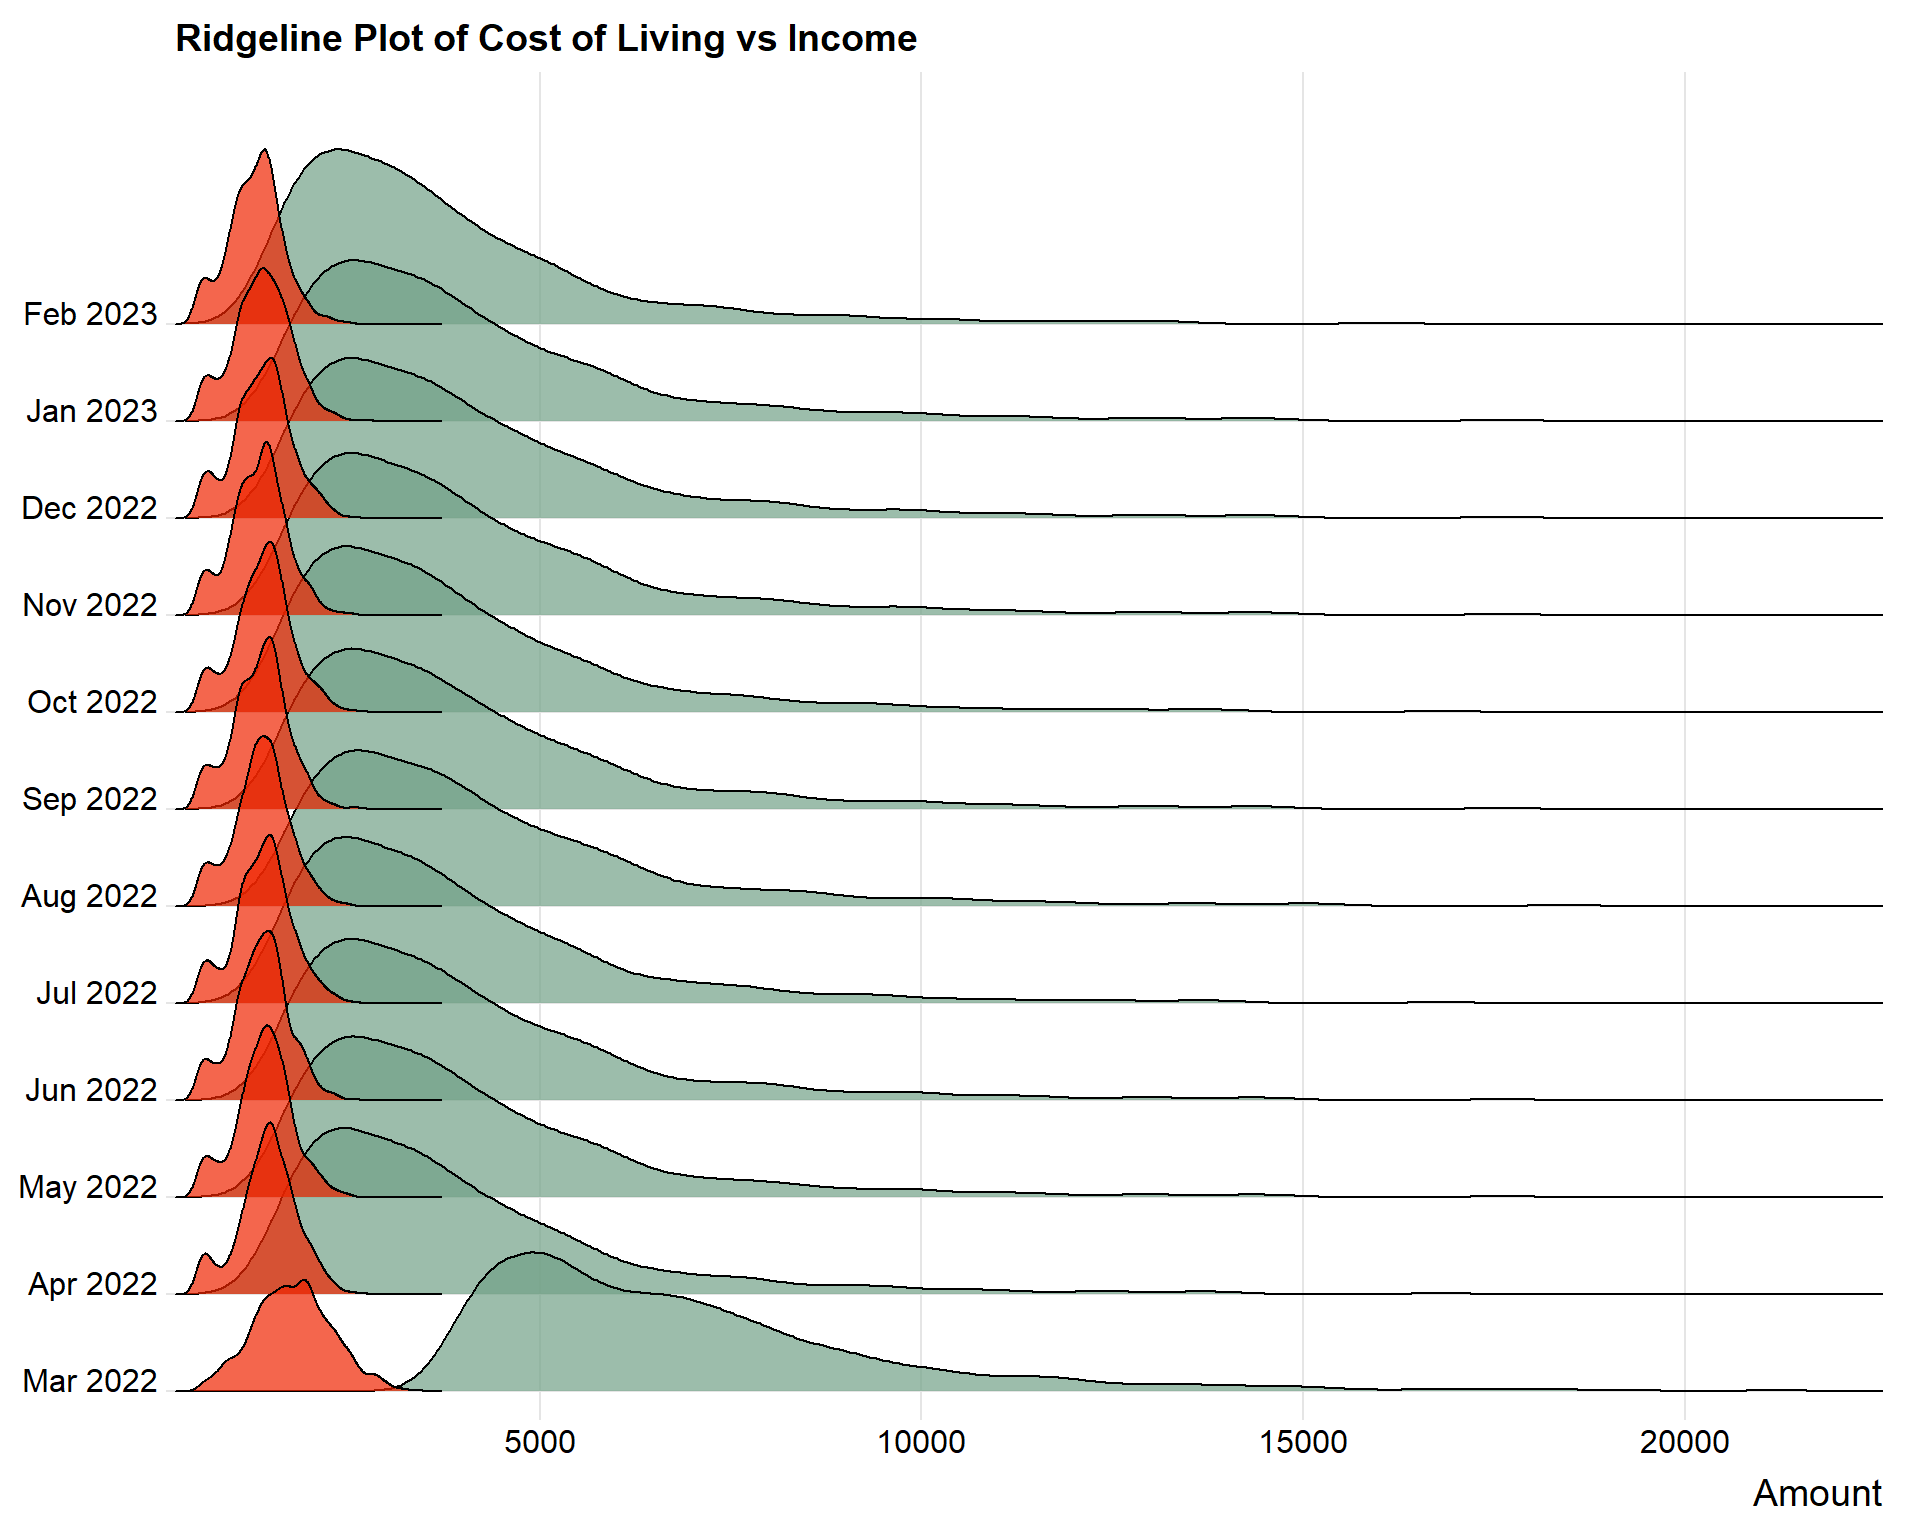 Ridgeline Plot of Cost of Living vs Income
Feb 2023
Jan 2023
Dec 2022
Nov 2022
Oct 2022
Sep 2022
Aug 2022
Jul 2022
Jun 2022
May 2022
Apr 2022
Mar 2022
5000 10000 15000 20000
Amount